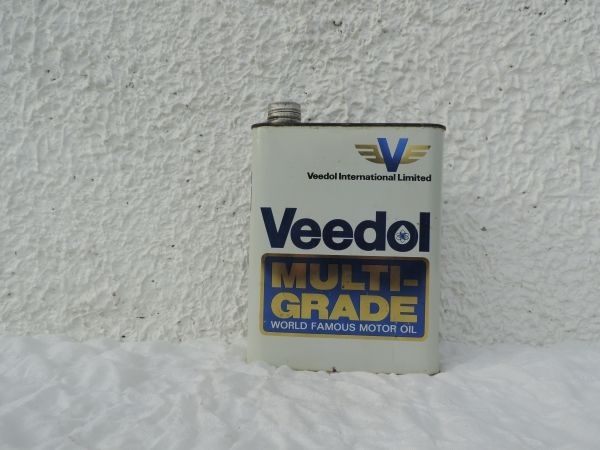 V
Veedol International Limited
Veedol
MULTI-
GRADE
WORLD FAMOUS MOTOR OIL